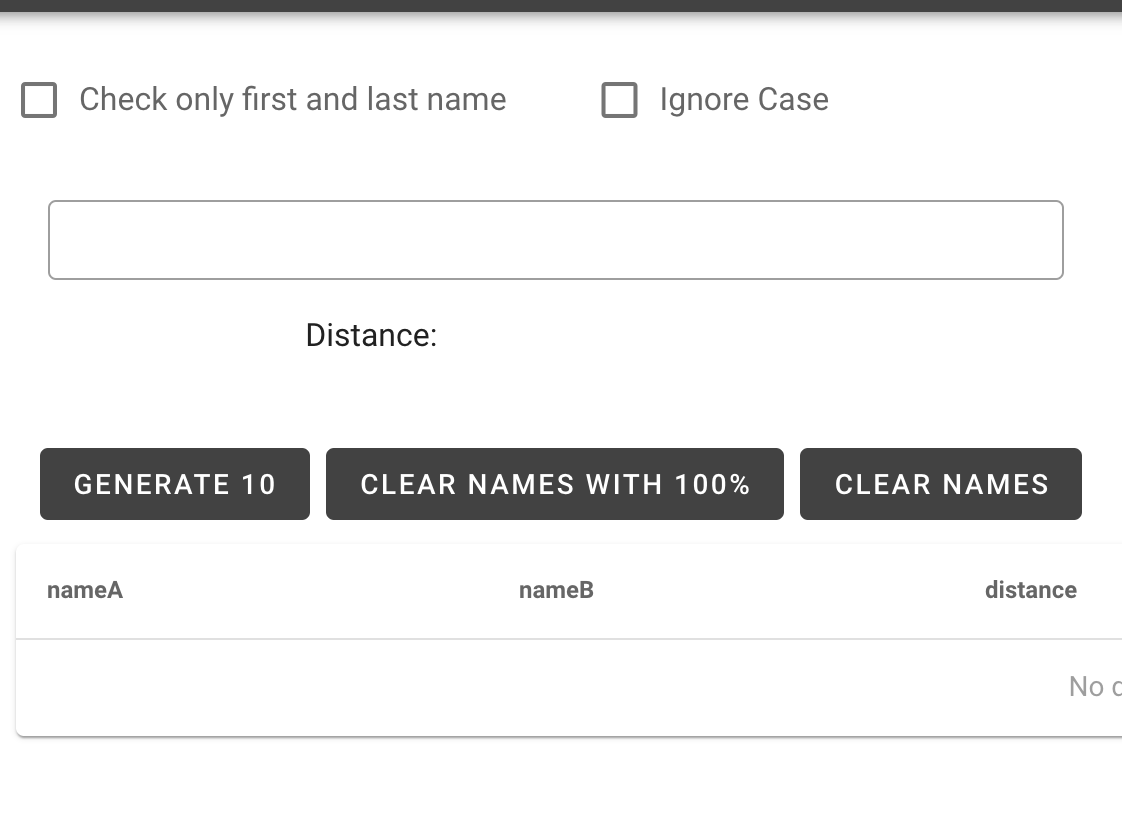 Check only first and last name Ignore Case
Distance:
GENERATE 10 CLEAR NAMES WITH 100% CLEAR NAMES
nameA nameB distance
No